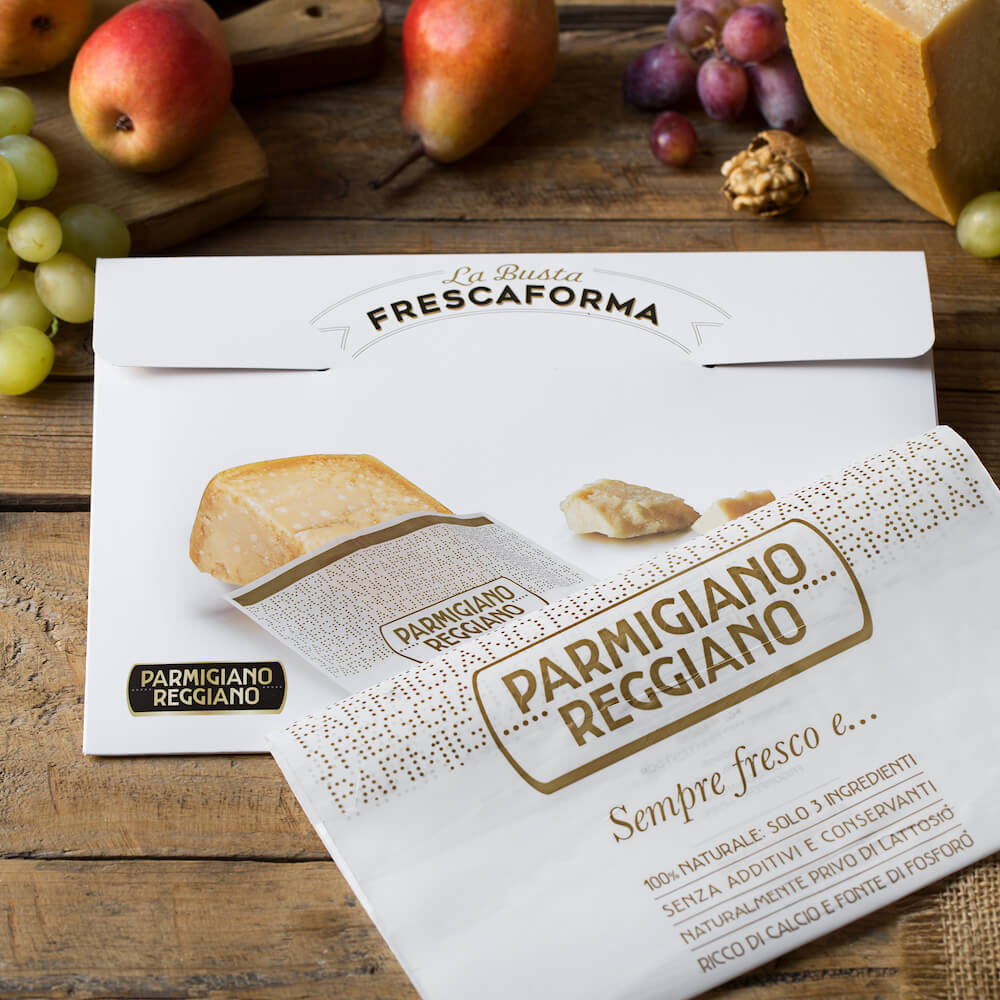 La Busta
FRESCAFORMA
PARMIGIANO
REGGIANO
PARMIGIANO
REGGIANO
PARMIGIANO
REGGIANO
Sempre fresco e...
100% NATURALE: SOLO 3 INGREDIENTI
SENZA ADDITIVI E CONSERVANTI
NATURALMENTE PRIVO DI LATTOSIO
RICCO DI CALCIO E FONTE DI FOSFORO